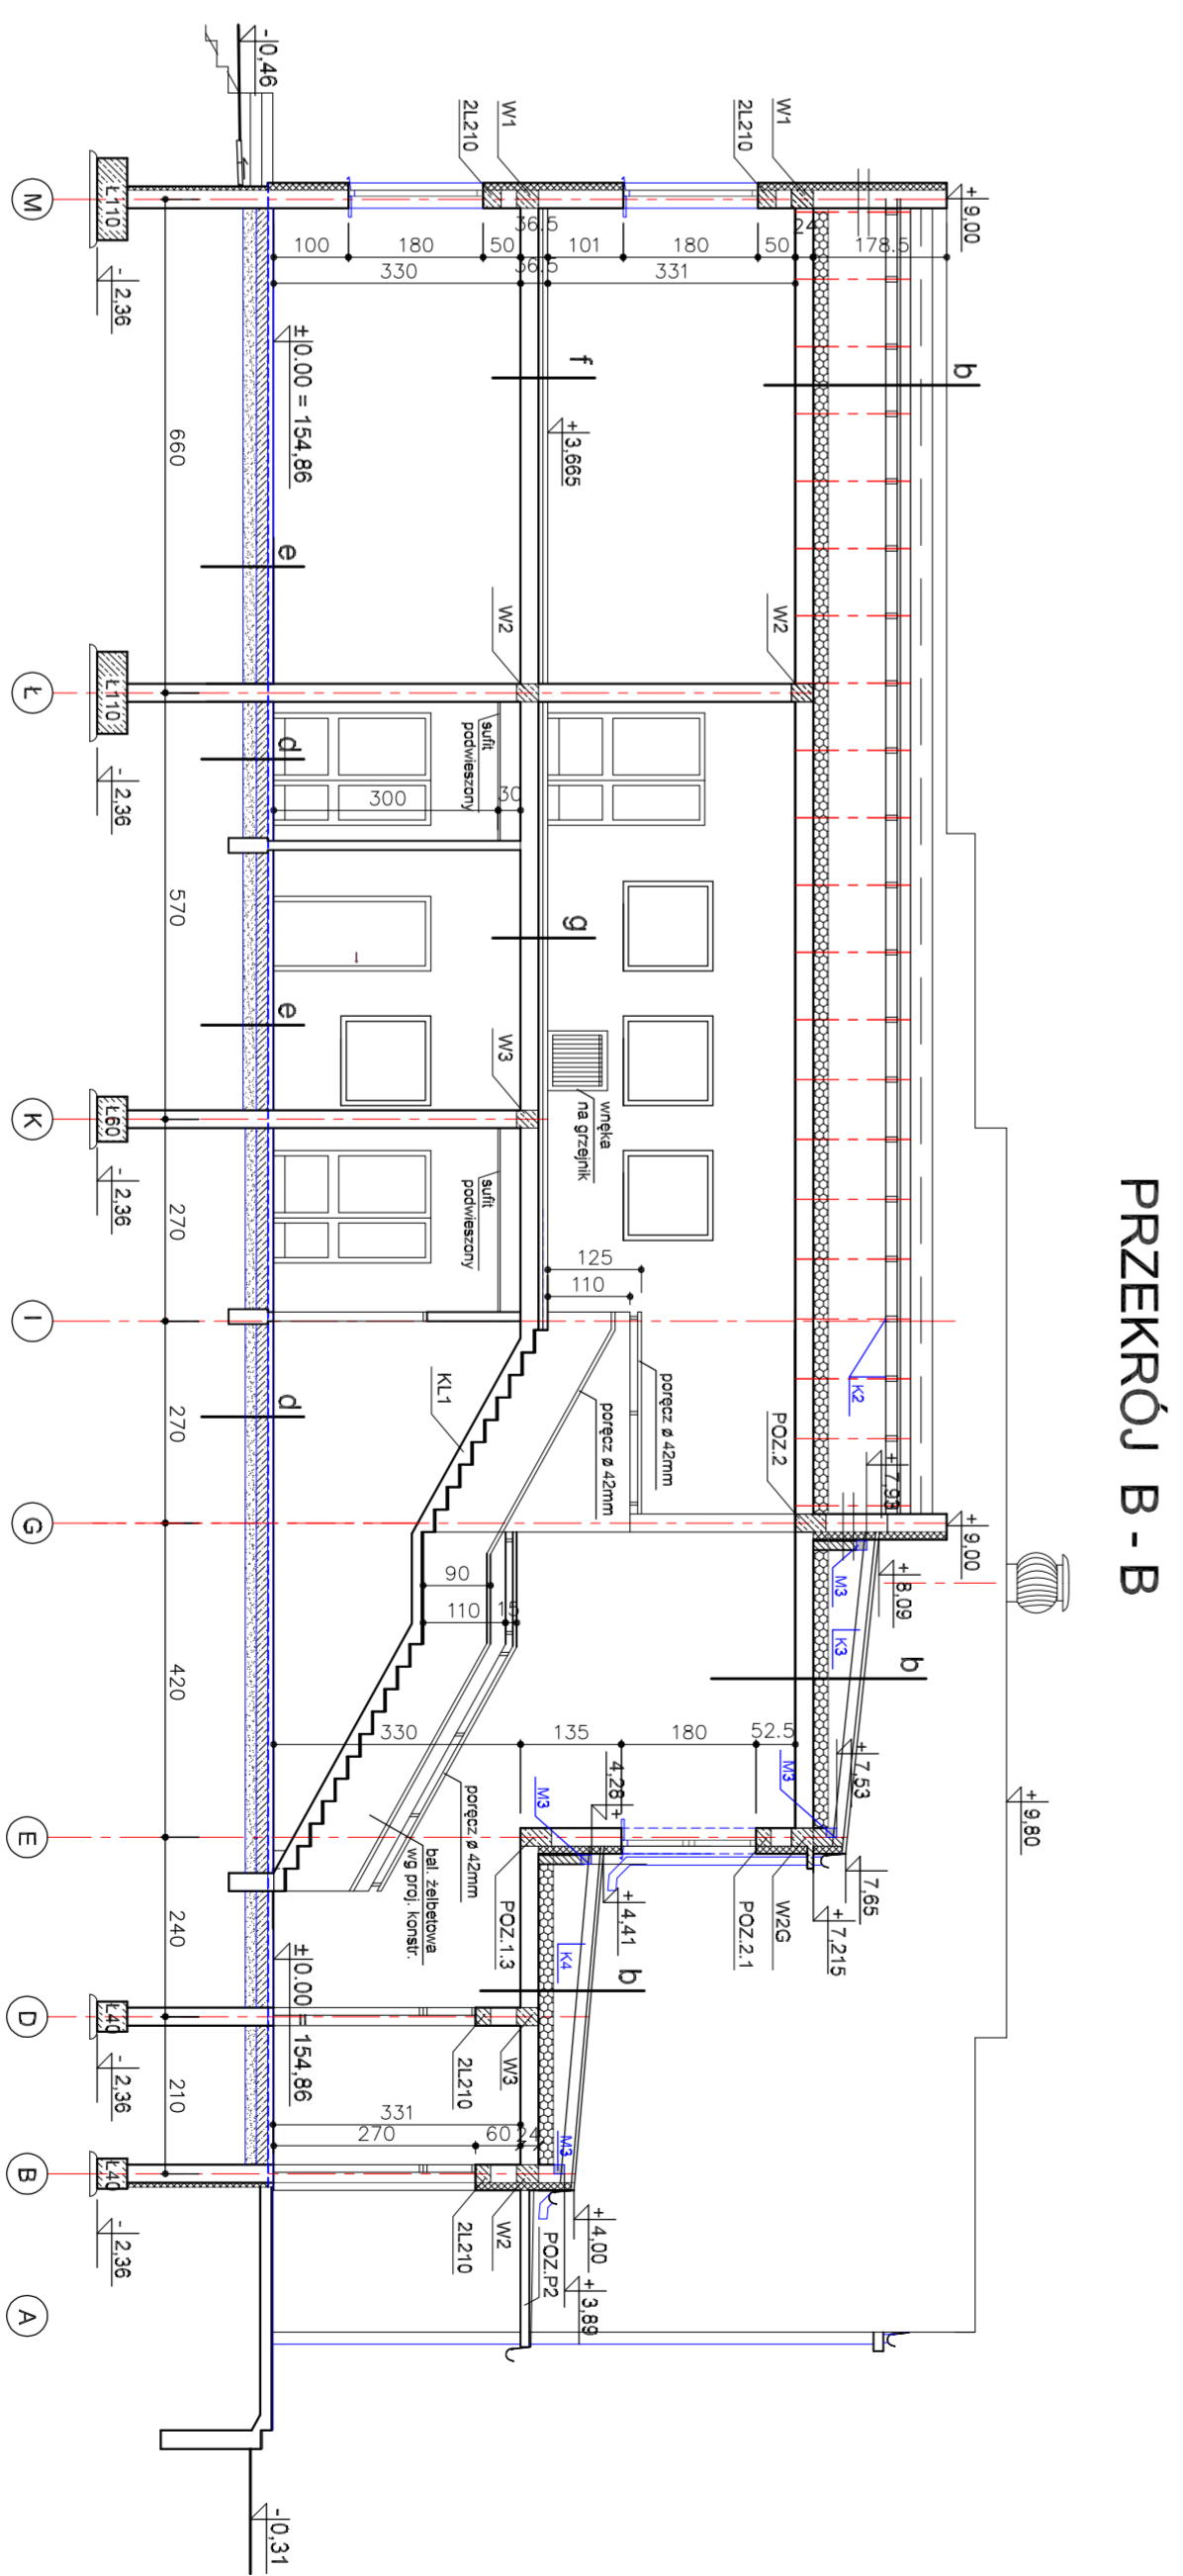 PRZEKRÓJ B - B
+9,80
+9,00
+9,00
b
K2
+7,93
+8,09
M3
K3
b
+7,53
M3
7,65
+7,215
W1
2L210
24
178.5
50
180
331
101
36.5
36.5
50
180
100
330
W1
2L210
f
+3,665
W2
W2
POZ.2
W2G
POZ.2.1
52.5
180
135
330
4,28
+
+4,41
M3
K4
b
POZ.1.3
g
wnęka
na grzejnik
W3
125
110
poręcz ø 42mm
poręcz ø 42mm
KL1
90
110
15
poręcz ø 42mm
bal. żelbetowa
wg proj. konstr.
sufit
podwieszony
sufit
podwieszony
300
30
±0.00 = 154,86
±0.00 = 154,86
W3
2L210
331
270
60
24
M3
W2
2L210
POZ.P2
+4,00
+3,89
-0,46
-0,31
e
d
e
d
660
570
270
270
420
240
210
Ł110
Ł110
Ł60
Ł40
Ł40
-2,36
-2,36
-2,36
-2,36
-2,36
M
Ł
K
I
G
E
D
B
A